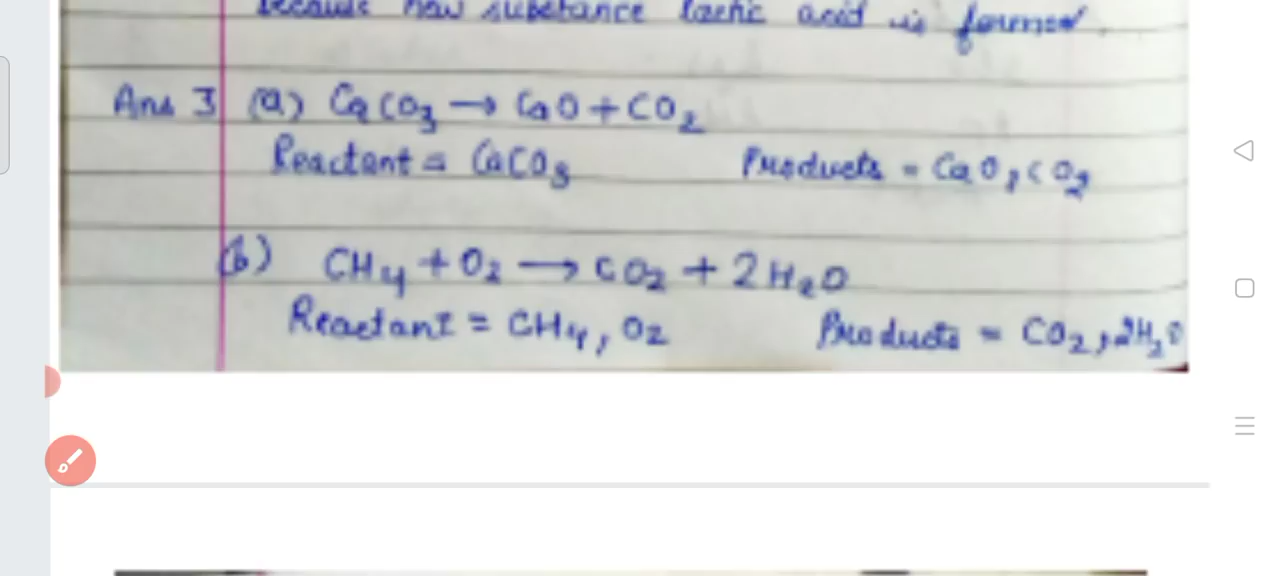 because new substance lactic acid is formed.
Ans 3 (a) CaCO₃ → CaO + CO₂
Reactant = CaCO₃ Products = CaO, CO₂
(b) CH₄ + O₂ → CO₂ + 2H₂O
Reactant = CH₄, O₂ Products = CO₂, 2H₂O